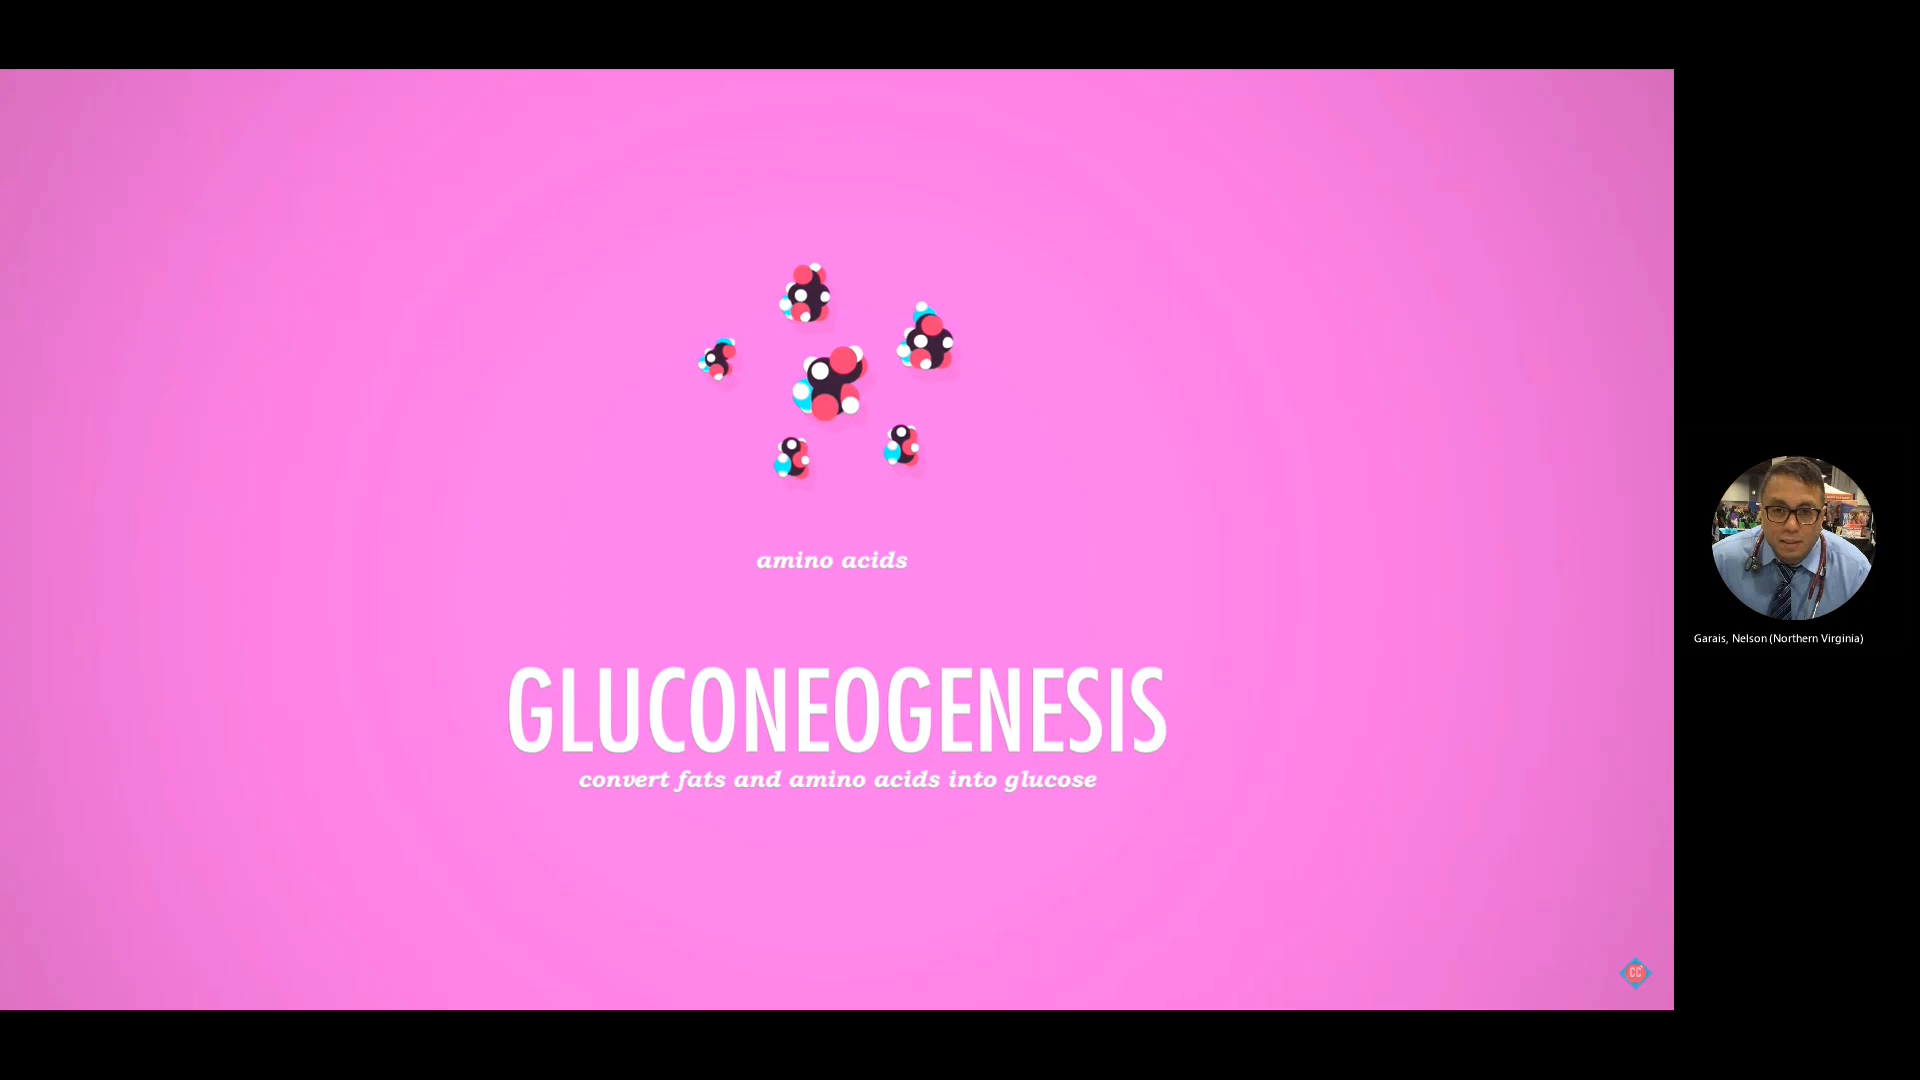 amino acids
GLUCONEOGENESIS
convert fats and amino acids into glucose
CC
Garais, Nelson (Northern Virginia)